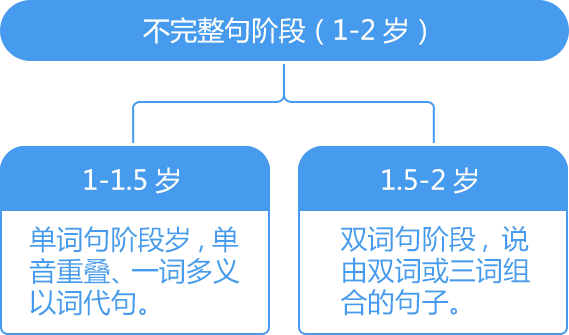 不完整句阶段（1-2 岁）
1-1.5 岁
单词句阶段岁，单
音重叠、一词多义
以词代句。
1.5-2 岁
双词句阶段，说
由双词或三词组
合的句子。